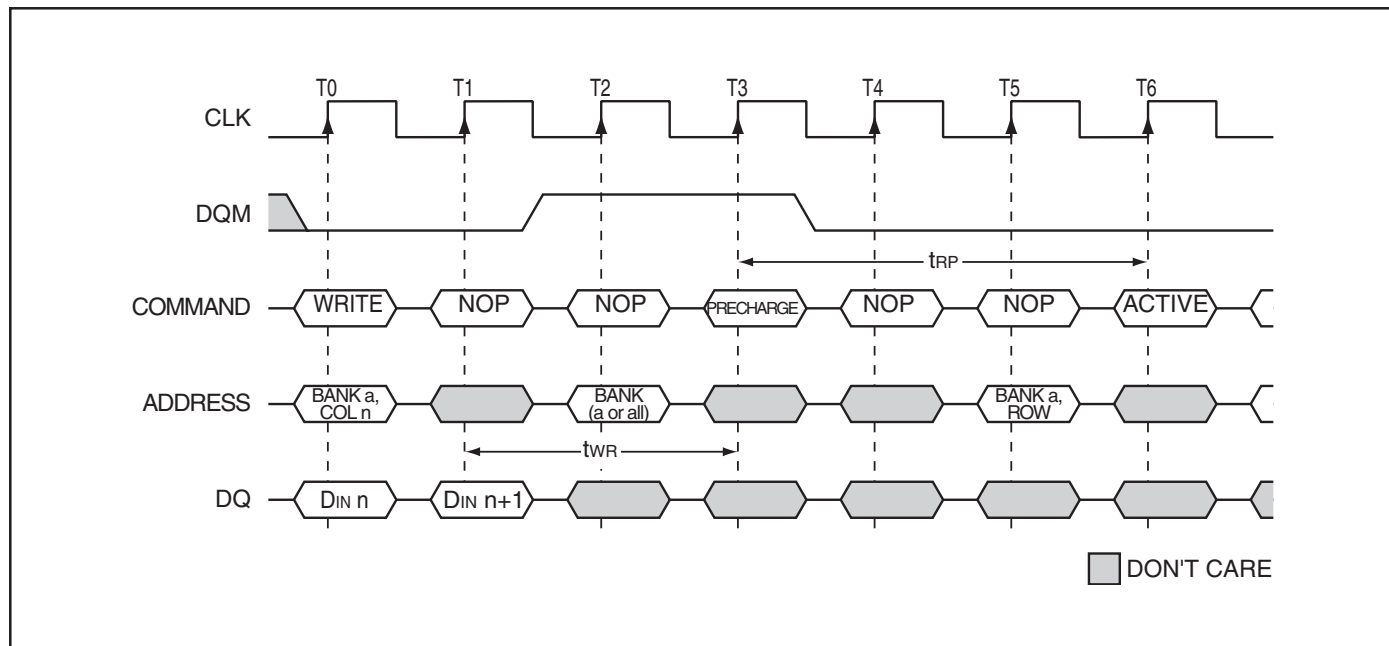 T0 T1 T2 T3 T4 T5 T6
CLK
DQM
tRP
COMMAND WRITE NOP NOP PRECHARGE NOP NOP ACTIVE
ADDRESS BANK a, BANK BANK a,
COL n (a or all) ROW
tWR
DQ DIN n DIN n+1
DON'T CARE